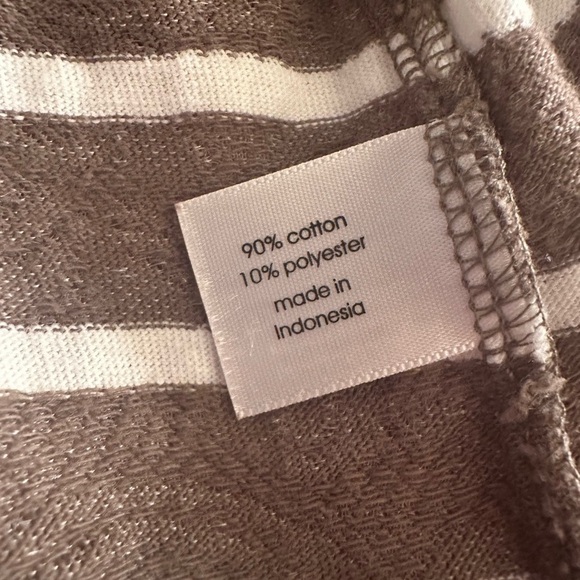 90% cotton
10% polyester
made in
Indonesia